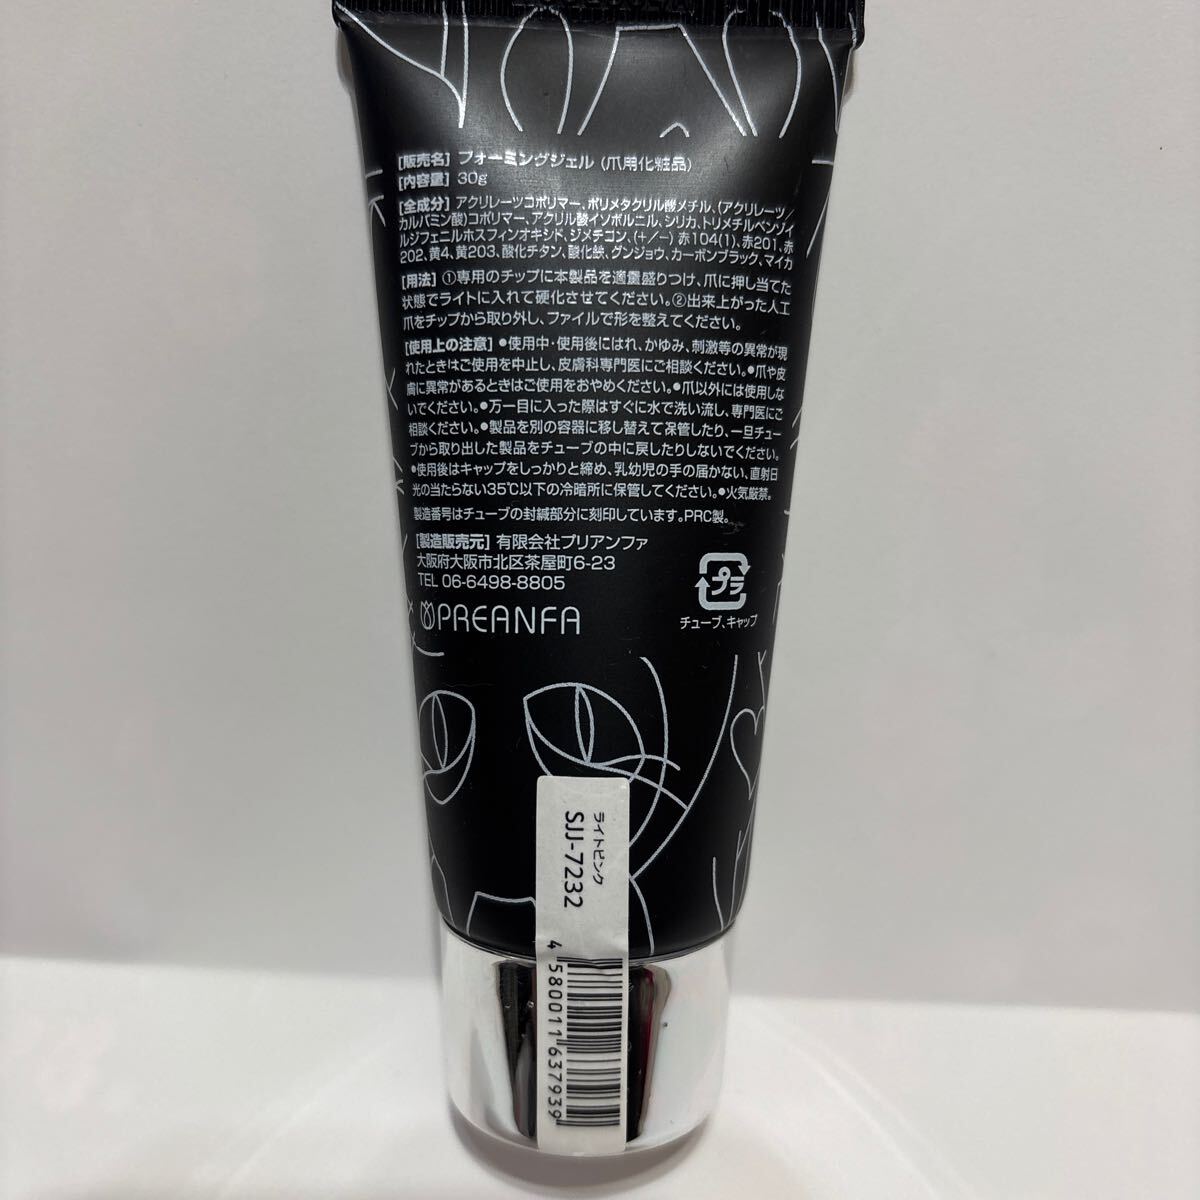 [販売名] フォーミングジェル (爪用化粧品)
[内容量] 30g
[全成分] アクリレーツコポリマー、ポリメタクリル酸メチル、(アクリレーツ/
カルバミン酸)コポリマー、アクリル酸イソボルニル、シリカ、トリメチルベンゾイ
ルジフェニルホスフィンオキシド、ジメチコン、(+/−) 赤104(1)、赤201、赤
202、黄4、黄203、酸化チタン、酸化鉄、グンジョウ、カーボンブラック、マイカ
[用法] ①専用のチップに本製品を適量盛りつけ、爪に押し当てた
状態でライトに入れて硬化させてください。②出来上がった人工
爪をチップから取り外し、ファイルで形を整えてください。
[使用上の注意] ●使用中・使用後にはれ、かゆみ、刺激等の異常が現
れたときはご使用を中止し、皮膚科専門医にご相談ください。●爪や皮
膚に異常があるときはご使用をおやめください。●爪以外には使用しな
いでください。●万一目に入った際はすぐに水で洗い流し、専門医にご
相談ください。●製品を別の容器に移し替えて保管したり、一旦チュー
ブから取り出した製品をチューブの中に戻したりしないでください。
●使用後はキャップをしっかりと締め、乳幼児の手の届かない、直射日
光の当たらない35℃以下の冷暗所に保管してください。●火気厳禁。
製造番号はチューブの封緘部分に刻印しています。PRC製。
[製造販売元] 有限会社プリアンファ
大阪府大阪市北区茶屋町6-23
TEL 06-6498-8805
PREANFA
プラ
チューブ、キャップ
ライトピンク
SJJ-7232
4 580011 637939